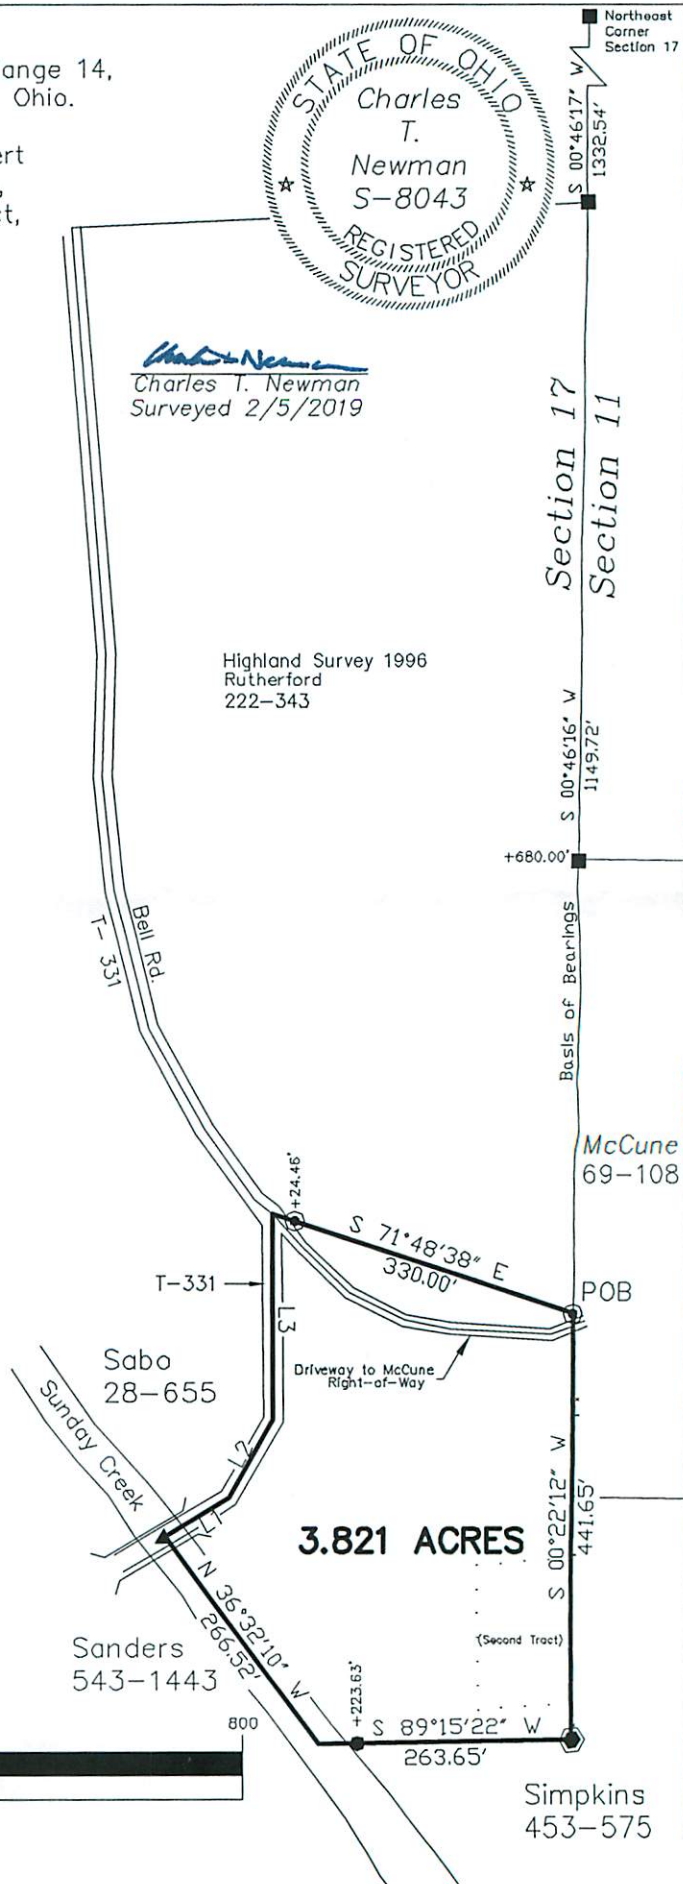 ange 14,
Ohio.
ert
ct,
STATE OF OHIO
Charles
T.
Newman
S-8043
REGISTERED
SURVEYOR
Northeast
Corner
Section 17
S 00°46'17" W
1332.54'
Charles T. Newman
Surveyed 2/5/2019
Section 17
Section 11
Highland Survey 1996
Rutherford
222-343
S 00°46'16" W
1149.72'
+680.00'
Bell Rd.
T- 331
Basis of Bearings
McCune
69-108
+24.46'
S 71°48'38" E
330.00'
POB
T-331
L3
Driveway to McCune
Right-of-Way
Sabo
28-655
Sunday Creek
L2
L1
S 00°22'12" W
441.65'
3.821 ACRES
N 36°32'10" W
266.52'
(Second Tract)
Sanders
543-1443
+223.63'
S 89°15'22" W
263.65'
800
Simpkins
453-575